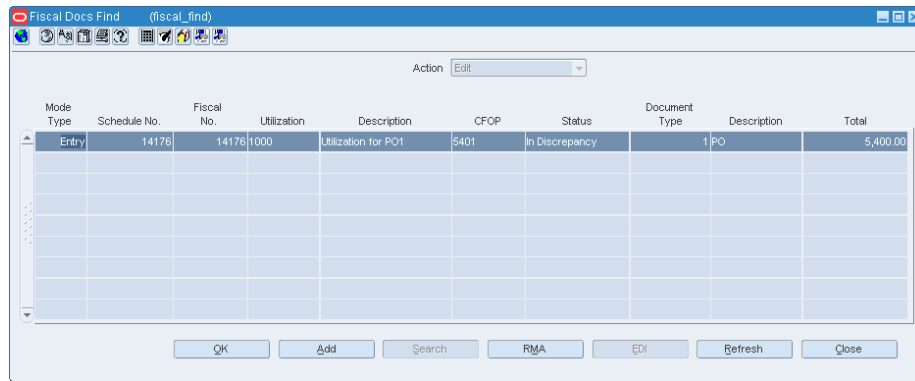 Fiscal Docs Find (fiscal_find)
Action Edit
Mode Type Schedule No. Fiscal No. Utilization Description CFOP Status Document Type Description Total
Entry 14176 14176 1000 Utilization for PO1 5401 In Discrepancy 1 PO 5,400.00
OK Add Search RMA EDI Refresh Close